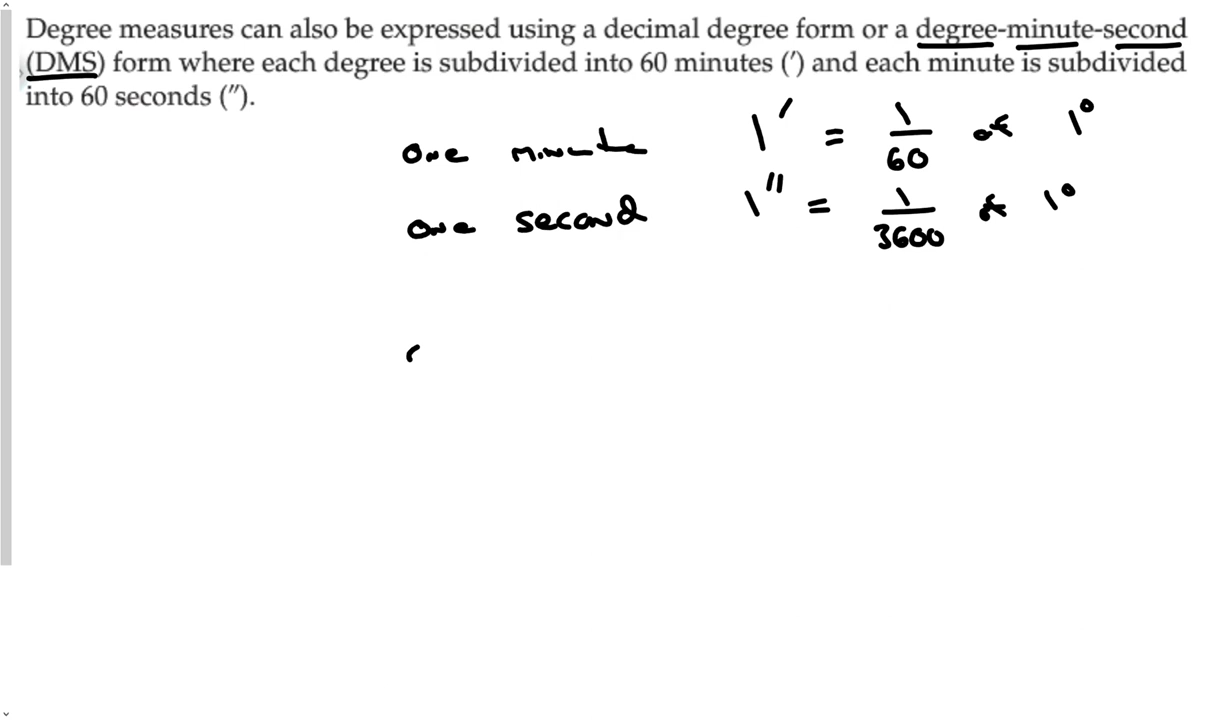 Degree measures can also be expressed using a decimal degree form or a degree-minute-second
(DMS) form where each degree is subdivided into 60 minutes (′) and each minute is subdivided
into 60 seconds (″).
One minute 1′ = 1/60 of 1°
One second 1″ = 1/3600 of 1°